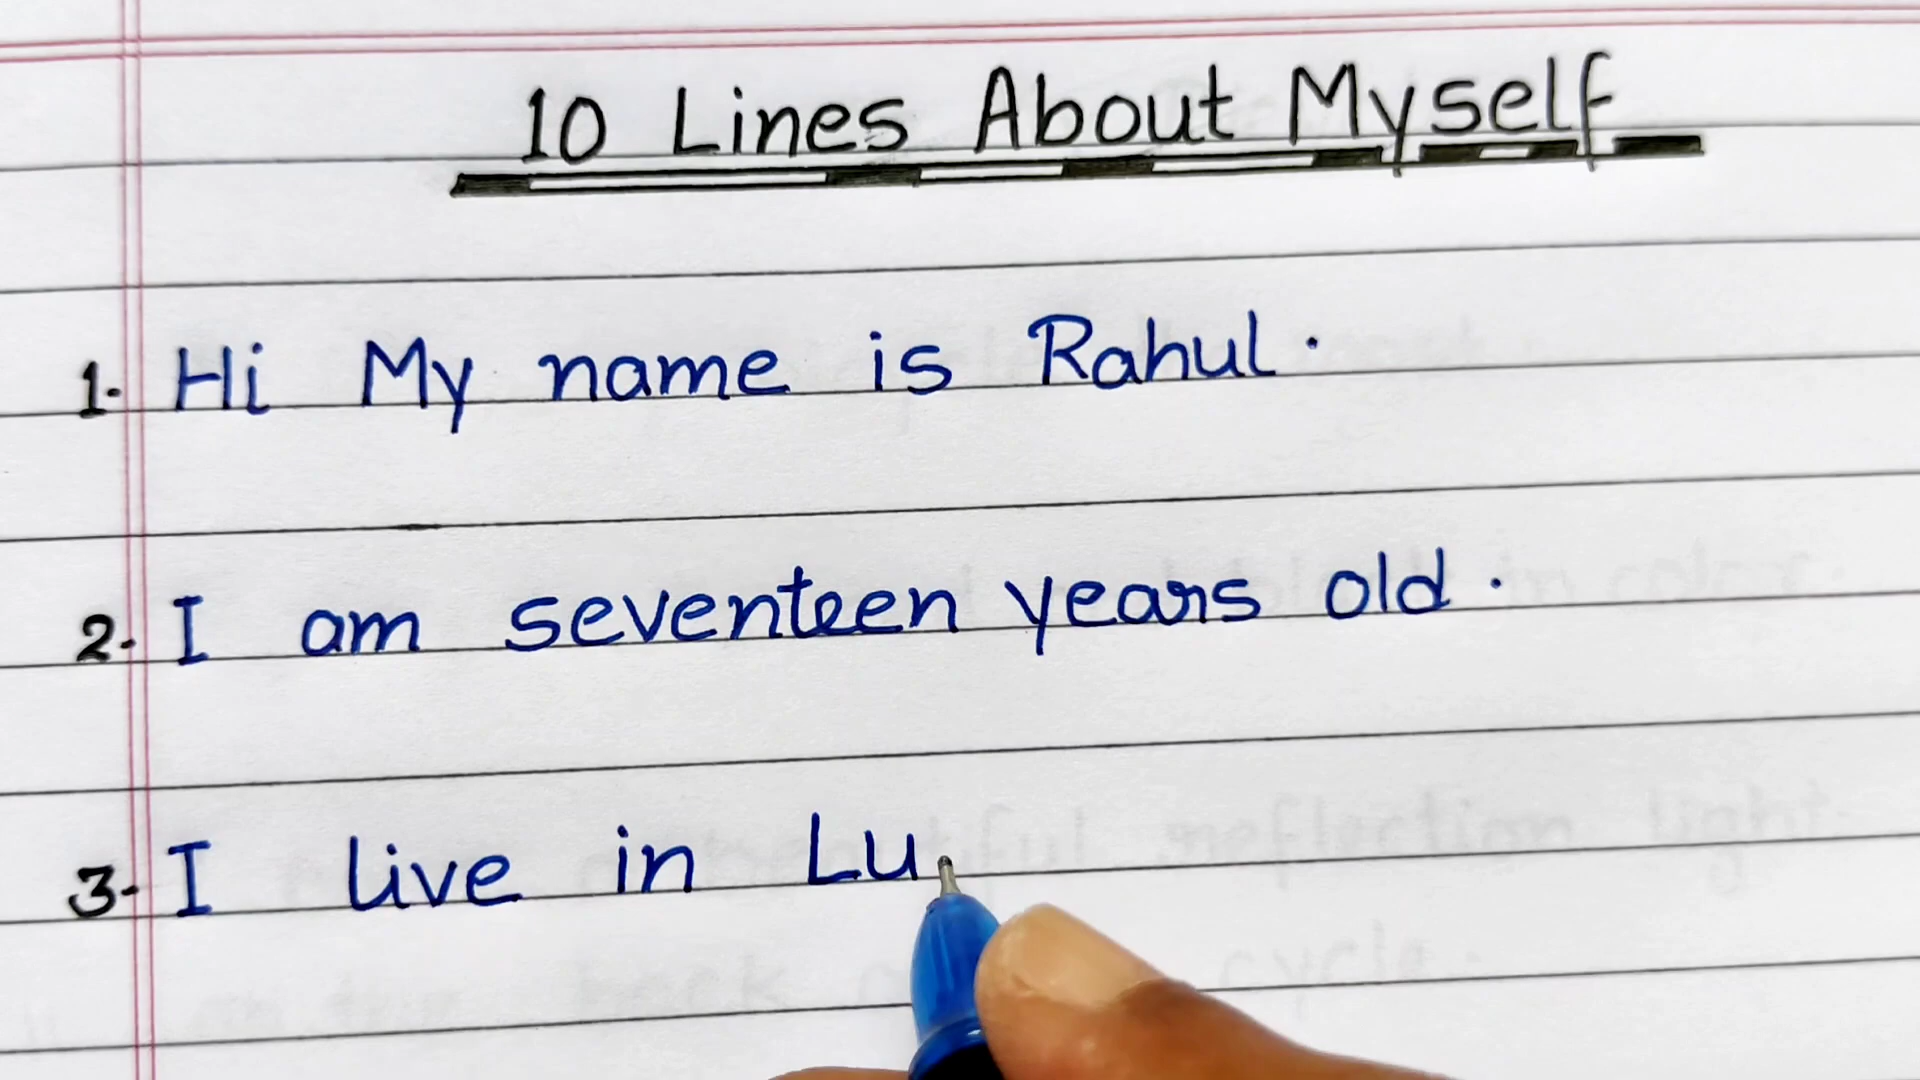 10 Lines About Myself
1. Hi My name is Rahul.
2. I am seventeen years old.
3- I live in Lu